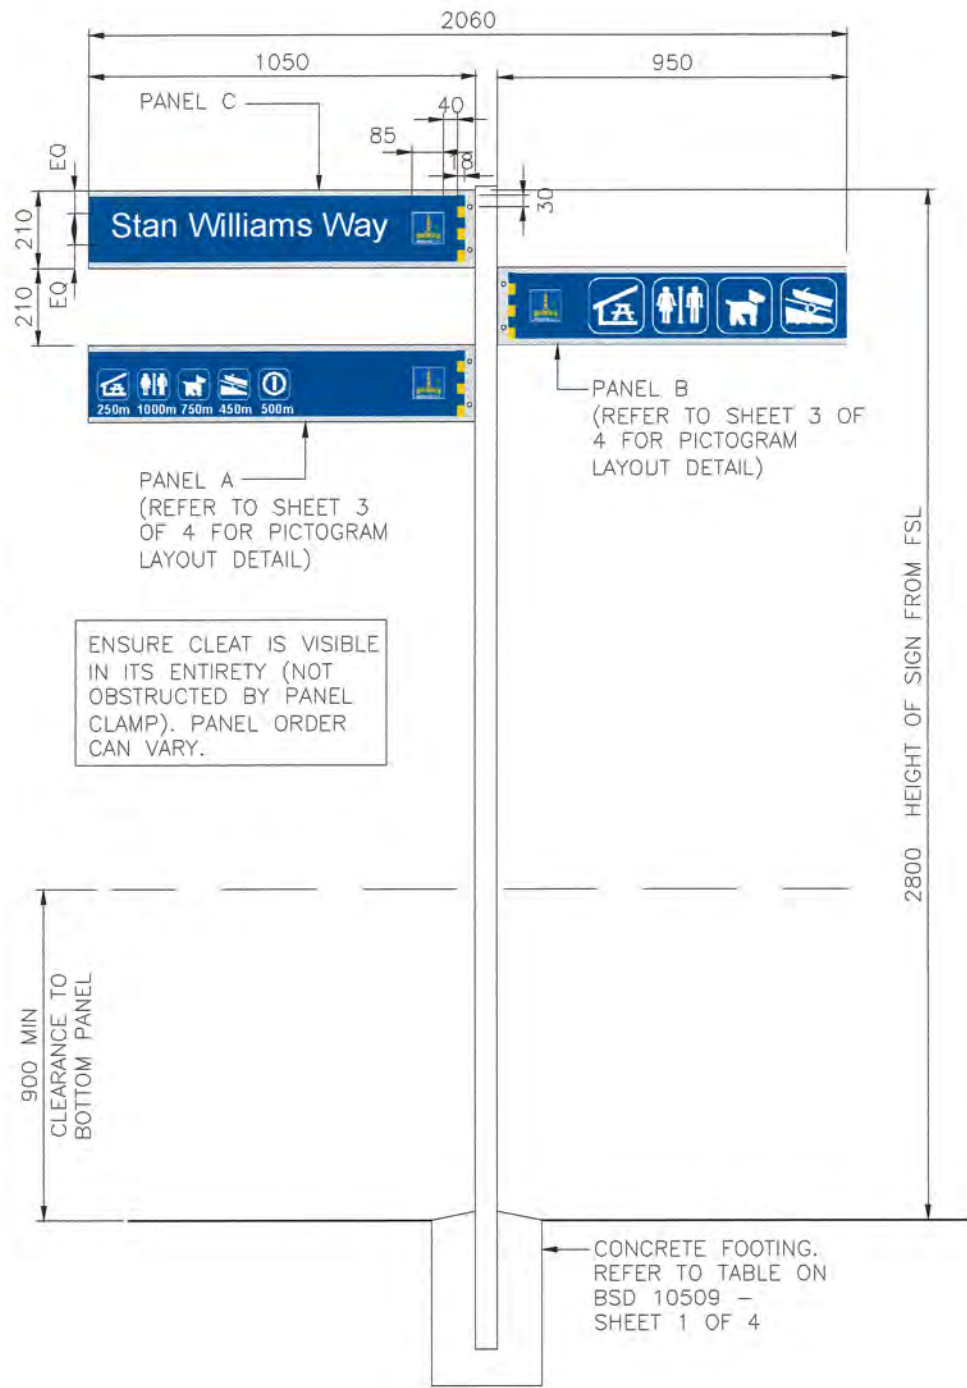 2060
1050
950
PANEL C
40
85
18
EQ
30
210
Stan Williams Way
210
EQ
250m 1000m 750m 450m 500m
PANEL B
(REFER TO SHEET 3 OF
4 FOR PICTOGRAM
LAYOUT DETAIL)
PANEL A
(REFER TO SHEET 3
OF 4 FOR PICTOGRAM
LAYOUT DETAIL)
ENSURE CLEAT IS VISIBLE
IN ITS ENTIRETY (NOT
OBSTRUCTED BY PANEL
CLAMP). PANEL ORDER
CAN VARY.
2800 HEIGHT OF SIGN FROM FSL
900 MIN
CLEARANCE TO
BOTTOM PANEL
CONCRETE FOOTING.
REFER TO TABLE ON
BSD 10509 –
SHEET 1 OF 4